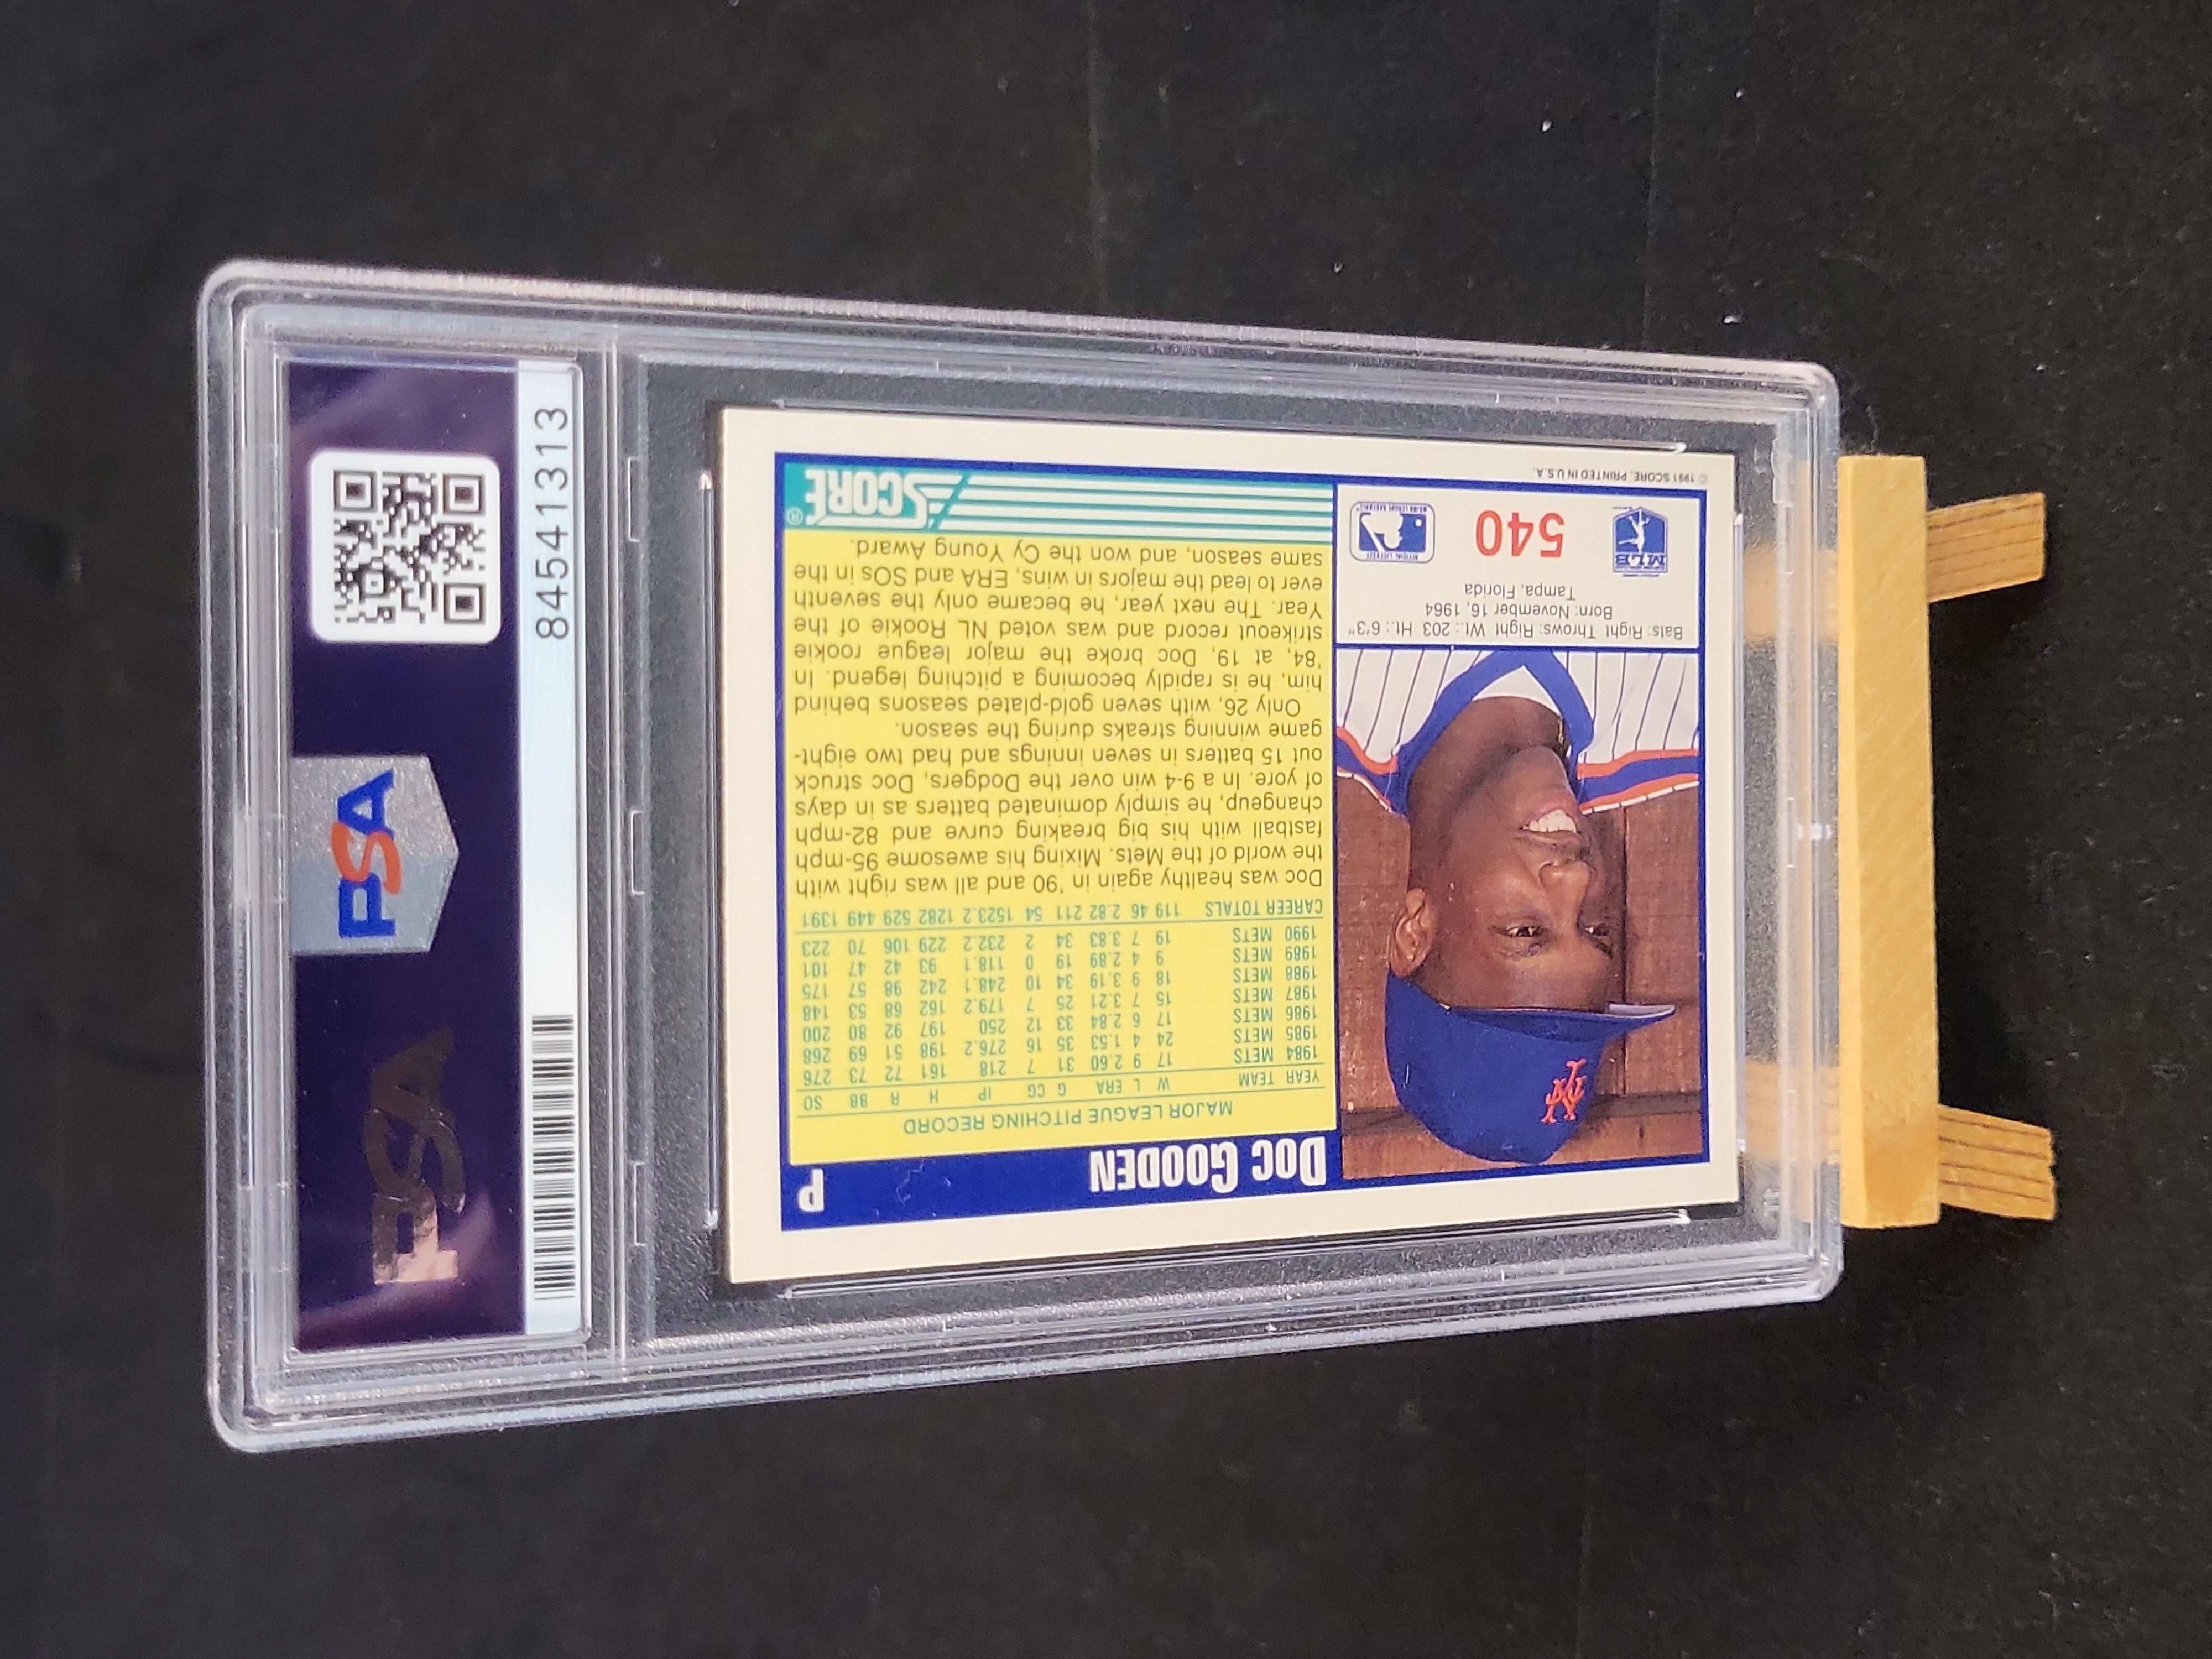 PSA
PSA
84541313
DOC GOODEN P
MAJOR LEAGUE PITCHING RECORD
YEAR TEAM W L ERA G CG IP H R BB SO
1984 METS 17 9 2.60 31 7 218 161 72 73 276
1985 METS 24 4 1.53 35 16 276.2 198 51 69 268
1986 METS 17 6 2.84 33 12 250 197 92 80 200
1987 METS 15 7 3.21 25 7 179.2 162 68 53 148
1988 METS 18 9 3.19 34 10 248.1 242 98 57 175
1989 METS 9 4 2.89 19 0 118.1 93 42 47 101
1990 METS 19 7 3.83 34 2 232.2 229 106 70 223
CAREER TOTALS 119 46 2.82 211 54 1523.2 1282 529 449 1391
Doc was healthy again in '90 and all was right with
the world of the Mets. Mixing his awesome 95-mph
fastball with his big breaking curve and 82-mph
changeup, he simply dominated batters as in days
of yore. In a 9-4 win over the Dodgers, Doc struck
out 15 batters in seven innings and had two eight-
game winning streaks during the season.
Only 26, with seven gold-plated seasons behind
him, he is rapidly becoming a pitching legend. In
'84, at 19, Doc broke the major league rookie
strikeout record and was voted NL Rookie of the
Year. The next year, he became only the seventh
ever to lead the majors in wins, ERA and SOs in the
same season, and won the Cy Young Award.
SCORE®
NY
Bats: Right Throws: Right Wt.: 203 Ht.: 6'3"
Born: November 16, 1964
Tampa, Florida
MLB
540
© 1991 SCORE, PRINTED IN U.S.A.